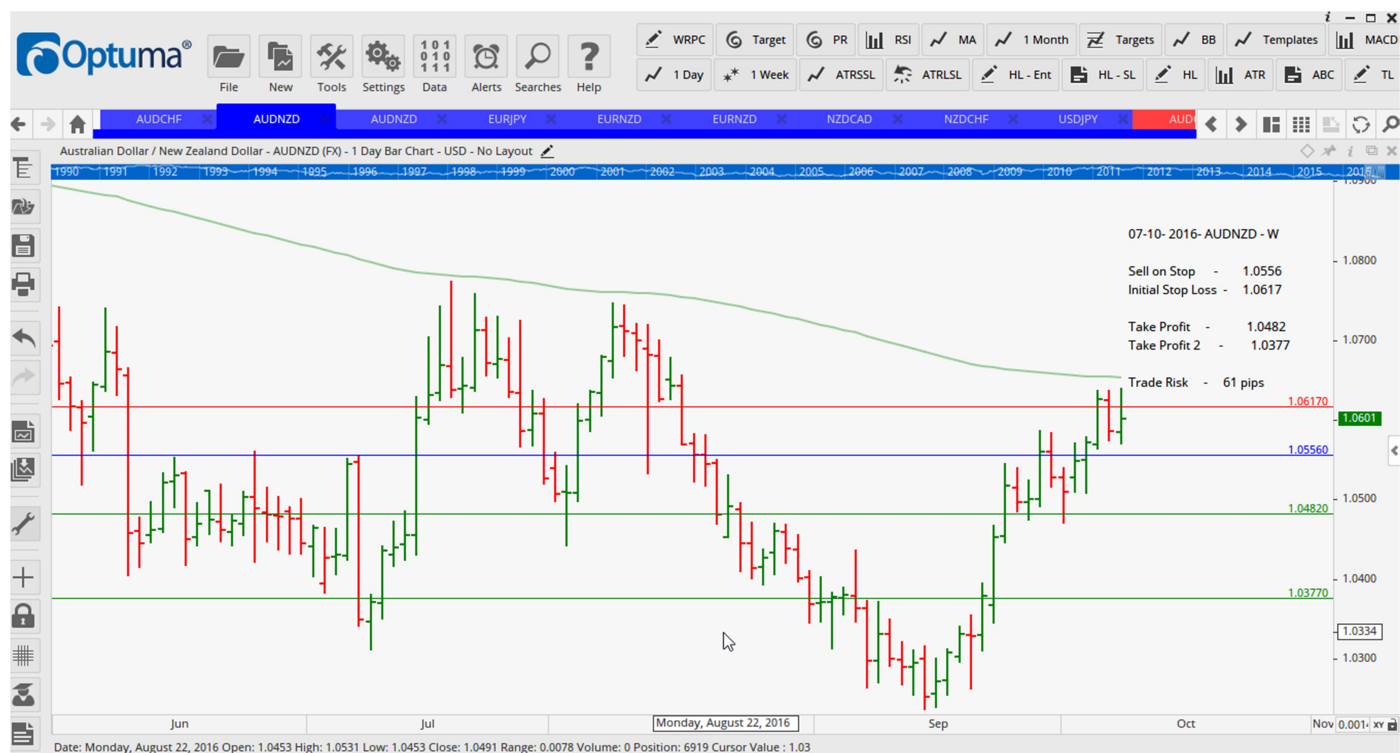 i
Optuma®
File
New
Tools
Settings
101
010
111
Data
Alerts
Searches
Help
WRPC
Target
PR
RSI
MA
1 Month
Targets
BB
Templates
MACD
1 Day
1 Week
ATRSSL
ATRLSL
HL - Ent
HL - SL
HL
ATR
ABC
TL
AUDCHF
AUDNZD
AUDNZD
EURJPY
EURNZD
EURNZD
NZDCAD
NZDCHF
USDJPY
Australian Dollar / New Zealand Dollar - AUDNZD (FX) - 1 Day Bar Chart - USD - No Layout
1990 1991 1992 1993 1994 1995 1996 1997 1998 1999 2000 2001 2002 2003 2004 2005 2006 2007 2008 2009 2010 2011 2012 2013 2014 2015
1.0900
07-10- 2016- AUDNZD - W
1.0800
Sell on Stop - 1.0556
Initial Stop Loss - 1.0617
Take Profit - 1.0482
Take Profit 2 - 1.0377
1.0700
Trade Risk - 61 pips
1.06170
1.0601
1.05560
1.0500
1.04820
1.0400
1.03770
1.0334
1.0300
Jun
Jul
Monday, August 22, 2016
Sep
Oct
Nov
0.001
XY
Date: Monday, August 22, 2016 Open: 1.0453 High: 1.0531 Low: 1.0453 Close: 1.0491 Range: 0.0078 Volume: 0 Position: 6919 Cursor Value : 1.03